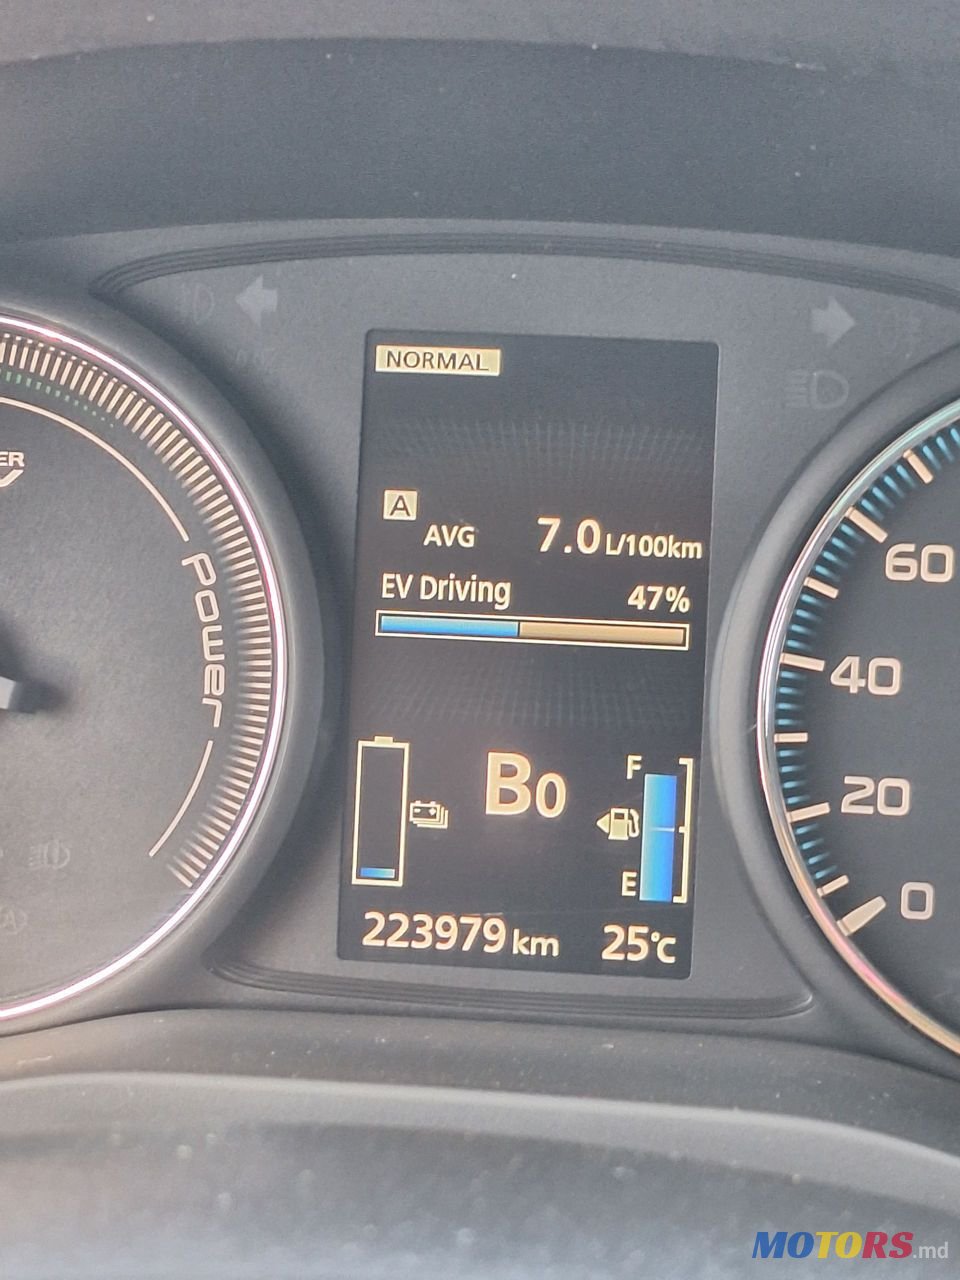 NORMAL
A
AVG 7.0 L/100km
EV Driving 47%
ER
Power
B0
F
E
223979 km 25°C
60
40
20
0
MOTORS.md